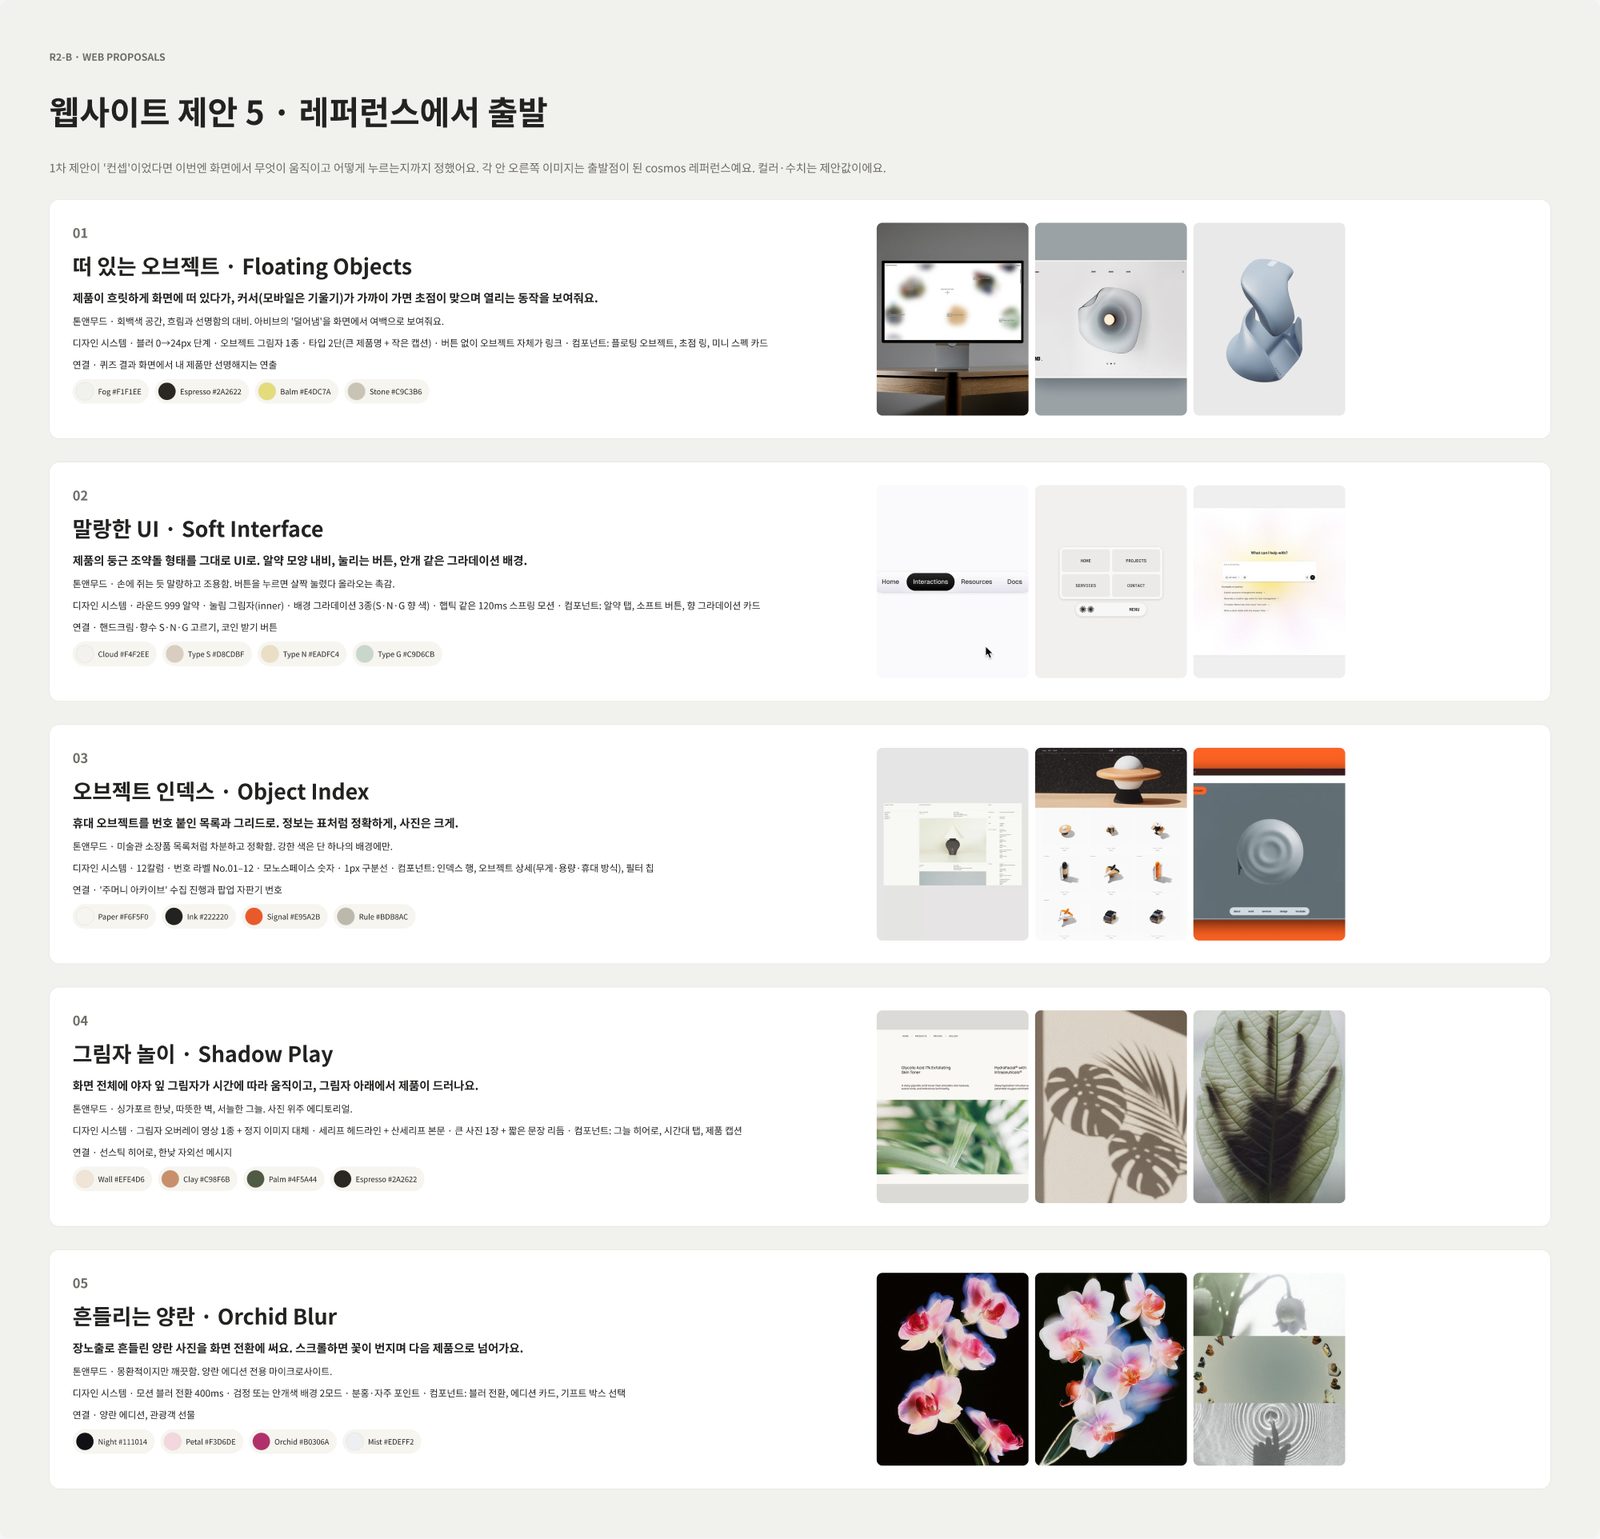 R2-B · WEB PROPOSALS
웹사이트 제안 5 · 레퍼런스에서 출발
1차 제안이 '컨셉'이었다면 이번엔 화면에서 무엇이 움직이고 어떻게 누르는지까지 정했어요. 각 안 오른쪽 이미지는 출발점이 된 cosmos 레퍼런스예요. 컬러·수치는 제안값이에요.
01
떠 있는 오브젝트 · Floating Objects
제품이 흐릿하게 화면에 떠 있다가, 커서(모바일은 기울기)가 가까이 가면 초점이 맞으며 열리는 동작을 보여줘요.
톤앤무드 · 회백색 공간, 흐림과 선명함의 대비. 아비브의 '덜어냄'을 화면에서 여백으로 보여줘요.
디자인 시스템 · 블러 0→24px 단계 · 오브젝트 그림자 1종 · 타입 2단(큰 제품명 + 작은 캡션) · 버튼 없이 오브젝트 자체가 링크 · 컴포넌트: 플로팅 오브젝트, 초점 링, 미니 스펙 카드
연결 · 퀴즈 결과 화면에서 내 제품만 선명해지는 연출
Fog #F1F1EE
Espresso #2A2622
Balm #E4DC7A
Stone #C9C3B6
02
말랑한 UI · Soft Interface
제품의 둥근 조약돌 형태를 그대로 UI로. 알약 모양 내비, 눌리는 버튼, 안개 같은 그라데이션 배경.
톤앤무드 · 손에 쥐는 듯 말랑하고 조용함. 버튼을 누르면 살짝 눌렸다 올라오는 촉감.
디자인 시스템 · 라운드 999 알약 · 눌림 그림자(inner) · 배경 그라데이션 3종(S·N·G 향 색) · 햅틱 같은 120ms 스프링 모션 · 컴포넌트: 알약 탭, 소프트 버튼, 향 그라데이션 카드
연결 · 핸드크림·향수 S·N·G 고르기, 코인 받기 버튼
Cloud #F4F2EE
Type S #D8CDBF
Type N #EADFC4
Type G #C9D6CB
Home
Interactions
Resources
Docs
HOME
PROJECTS
SERVICES
CONTACT
MENU
What can I help with?
03
오브젝트 인덱스 · Object Index
휴대 오브젝트를 번호 붙인 목록과 그리드로. 정보는 표처럼 정확하게, 사진은 크게.
톤앤무드 · 미술관 소장품 목록처럼 차분하고 정확함. 강한 색은 단 하나의 배경에만.
디자인 시스템 · 12칼럼 · 번호 라벨 No.01–12 · 모노스페이스 숫자 · 1px 구분선 · 컴포넌트: 인덱스 행, 오브젝트 상세(무게·용량·휴대 방식), 필터 칩
연결 · '주머니 아카이브' 수집 진행과 팝업 자판기 번호
Paper #F6F5F0
Ink #222220
Signal #E95A2B
Rule #BDB8AC
04
그림자 놀이 · Shadow Play
화면 전체에 야자 잎 그림자가 시간에 따라 움직이고, 그림자 아래에서 제품이 드러나요.
톤앤무드 · 싱가포르 한낮, 따뜻한 벽, 서늘한 그늘. 사진 위주 에디토리얼.
디자인 시스템 · 그림자 오버레이 영상 1종 + 정지 이미지 대체 · 세리프 헤드라인 + 산세리프 본문 · 큰 사진 1장 + 짧은 문장 리듬 · 컴포넌트: 그늘 히어로, 시간대 탭, 제품 캡션
연결 · 선스틱 히어로, 한낮 자외선 메시지
Wall #EFE4D6
Clay #C98F6B
Palm #4F5A44
Espresso #2A2622
Glycolic Acid 7% Exfoliating
Skin Toner
05
흔들리는 양란 · Orchid Blur
장노출로 흔들린 양란 사진을 화면 전환에 써요. 스크롤하면 꽃이 번지며 다음 제품으로 넘어가요.
톤앤무드 · 몽환적이지만 깨끗함. 양란 에디션 전용 마이크로사이트.
디자인 시스템 · 모션 블러 전환 400ms · 검정 또는 안개색 배경 2모드 · 분홍·자주 포인트 · 컴포넌트: 블러 전환, 에디션 카드, 기프트 박스 선택
연결 · 양란 에디션, 관광객 선물
Night #111014
Petal #F3D6DE
Orchid #B0306A
Mist #EDEFF2